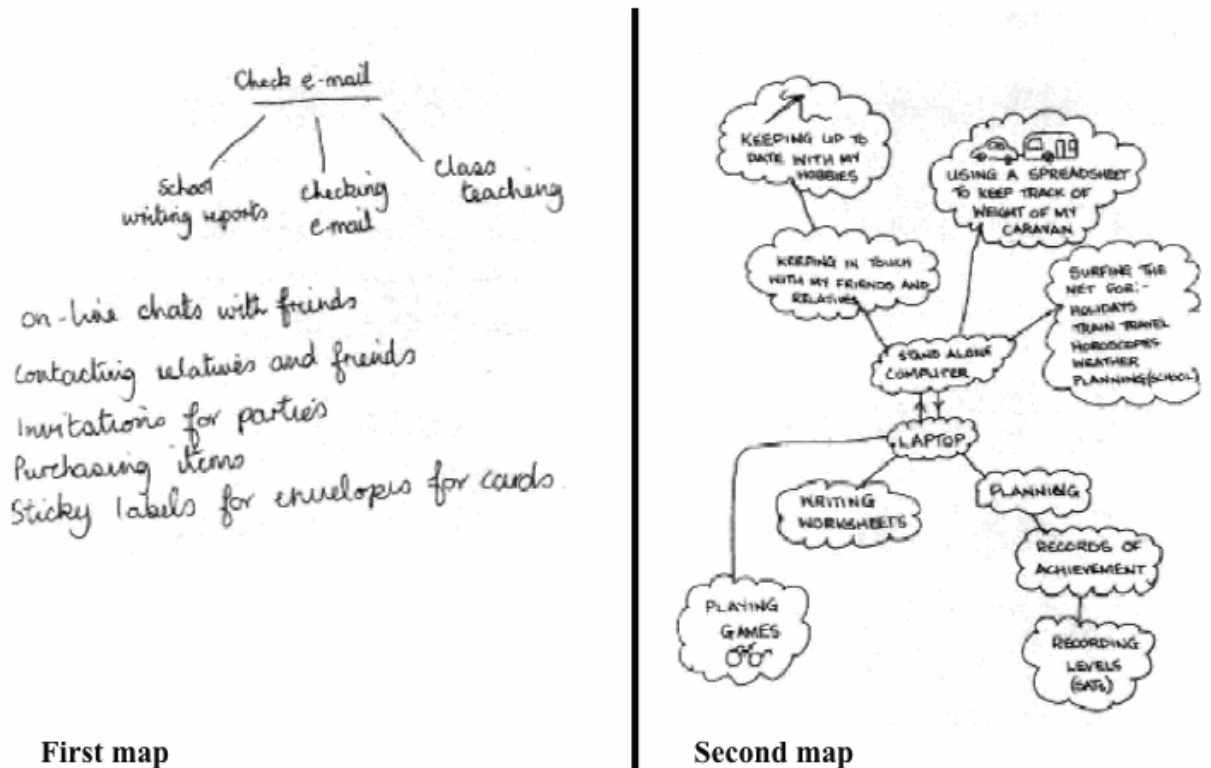 Check e-mail
School
writing reports
checking
e-mail
class
teaching
on-line chats with friends
Contacting relatives and friends
Invitations for parties
Purchasing items
Sticky labels for envelopes for cards
First map
KEEPING UP TO
DATE WITH MY
HOBBIES
USING A SPREADSHEET
TO KEEP TRACK OF
WEIGHT OF MY
CARAVAN
KEEPING IN TOUCH
WITH MY FRIENDS AND
RELATIVES
SURFING THE
NET FOR:-
HOLIDAYS
TRAIN TRAVEL
HOROSCOPES
WEATHER
PLANNING (SCHOOL)
STAND ALONE
COMPUTER
LAPTOP
WRITING
WORKSHEETS
PLANNING
RECORDS OF
ACHIEVEMENT
PLAYING
GAMES
RECORDING
LEVELS
(SATs)
Second map